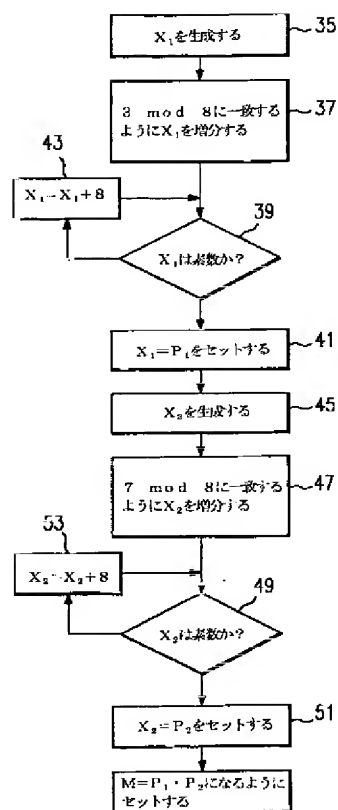 X₁を生成する
35
3 mod 8に一致する
ようにX₁を増分する
37
43
X₁=X₁+8
39
X₁は素数か?
X₁=P₁をセットする
41
X₂を生成する
45
7 mod 8に一致する
ようにX₂を増分する
47
53
X₂=X₂+8
49
X₂は素数か?
X₂=P₂をセットする
51
M=P₁・P₂になるように
セットする